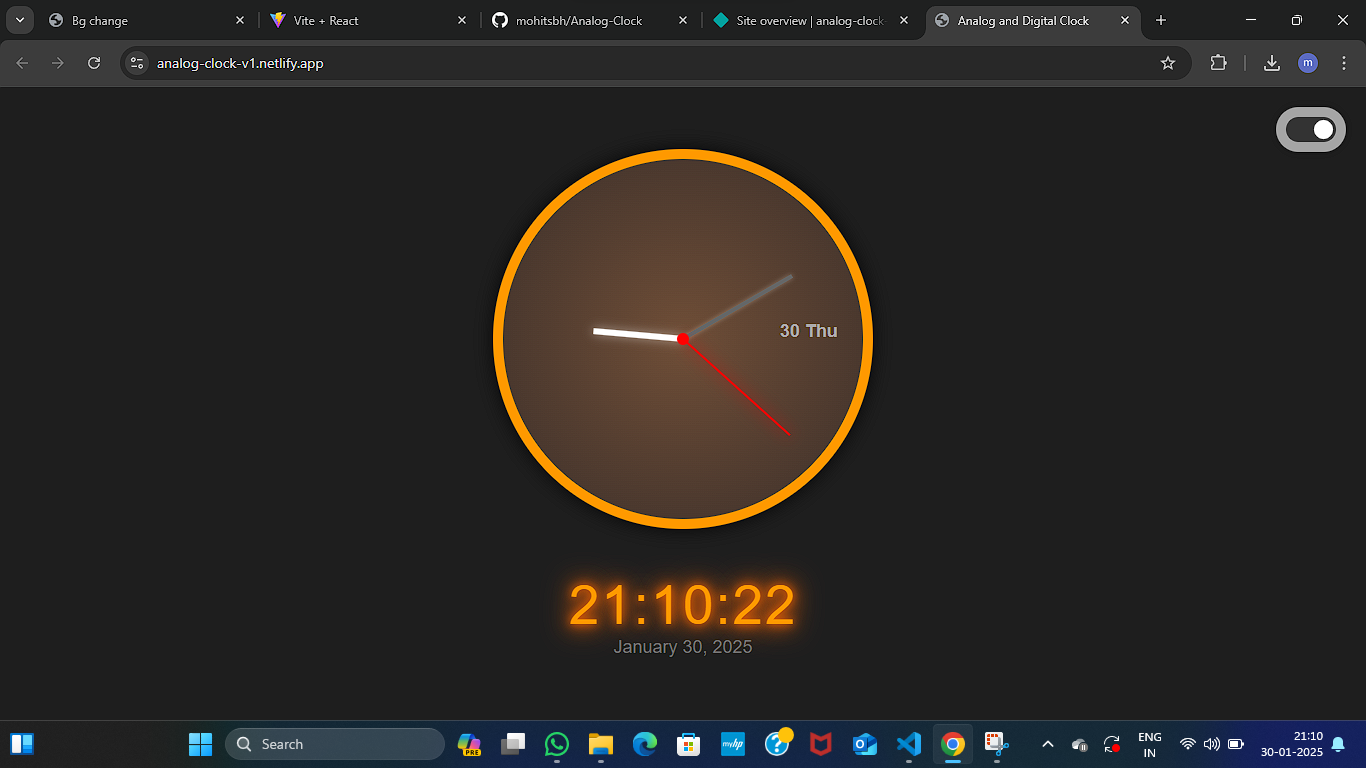 Bg change
Vite + React
mohitsbh/Analog-Clock
Site overview | analog-clock-
Analog and Digital Clock
analog-clock-v1.netlify.app
m
30 Thu
21:10:22
January 30, 2025
Search
PRE
myhp
?
ENG
IN
21:10
30-01-2025